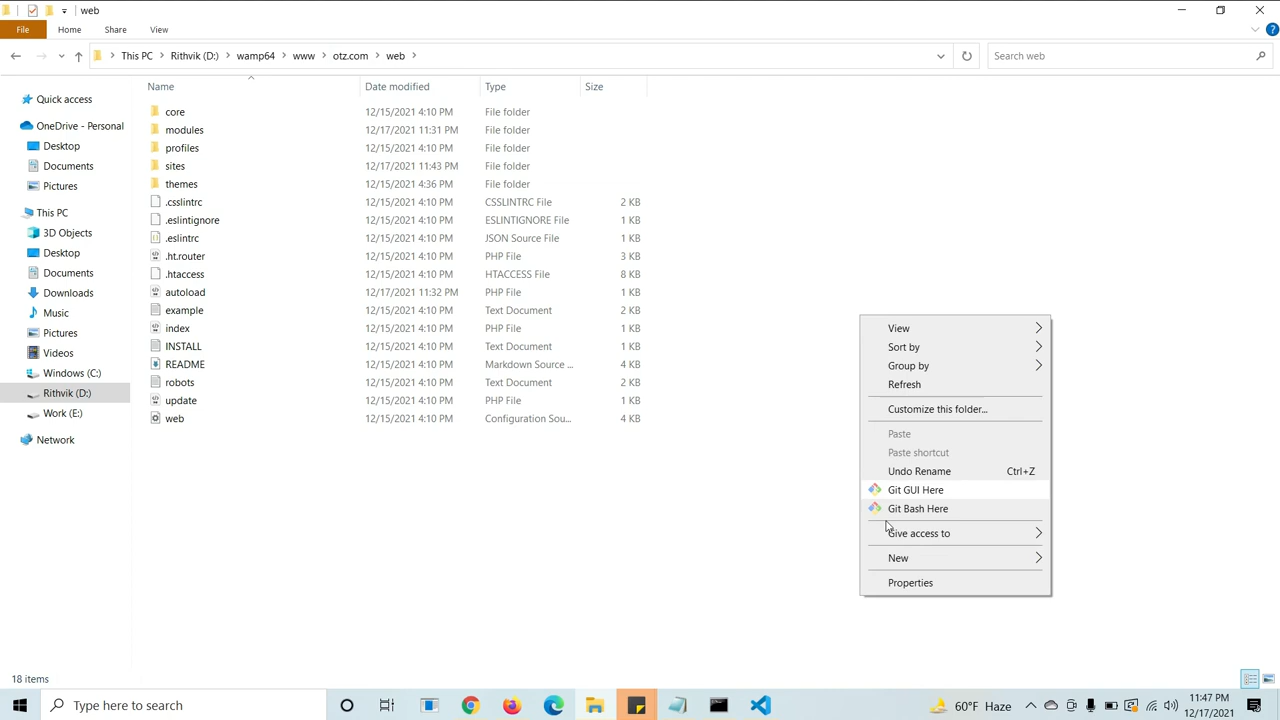 web
File Home Share View
This PC Rithvik (D:) wamp64 www otz.com web
Search web
Name Date modified Type Size
Quick access
OneDrive - Personal
Desktop
Documents
Pictures
This PC
3D Objects
Desktop
Documents
Downloads
Music
Pictures
Videos
Windows (C:)
Rithvik (D:)
Work (E:)
Network
core 12/15/2021 4:10 PM File folder
modules 12/17/2021 11:31 PM File folder
profiles 12/15/2021 4:10 PM File folder
sites 12/17/2021 11:43 PM File folder
themes 12/15/2021 4:36 PM File folder
.csslintrc 12/15/2021 4:10 PM CSSLINTRC File 2 KB
.eslintignore 12/15/2021 4:10 PM ESLINTIGNORE File 1 KB
.eslintrc 12/15/2021 4:10 PM JSON Source File 1 KB
.ht.router 12/15/2021 4:10 PM PHP File 3 KB
.htaccess 12/15/2021 4:10 PM HTACCESS File 8 KB
autoload 12/17/2021 11:32 PM PHP File 1 KB
example 12/15/2021 4:10 PM Text Document 2 KB
index 12/15/2021 4:10 PM PHP File 1 KB
INSTALL 12/15/2021 4:10 PM Text Document 1 KB
README 12/15/2021 4:10 PM Markdown Source ... 4 KB
robots 12/15/2021 4:10 PM Text Document 2 KB
update 12/15/2021 4:10 PM PHP File 1 KB
web 12/15/2021 4:10 PM Configuration Sou... 4 KB
View
Sort by
Group by
Refresh
Customize this folder...
Paste
Paste shortcut
Undo Rename Ctrl+Z
Git GUI Here
Git Bash Here
Give access to
New
Properties
18 items
Type here to search
60°F Haze
11:47 PM
12/17/2021